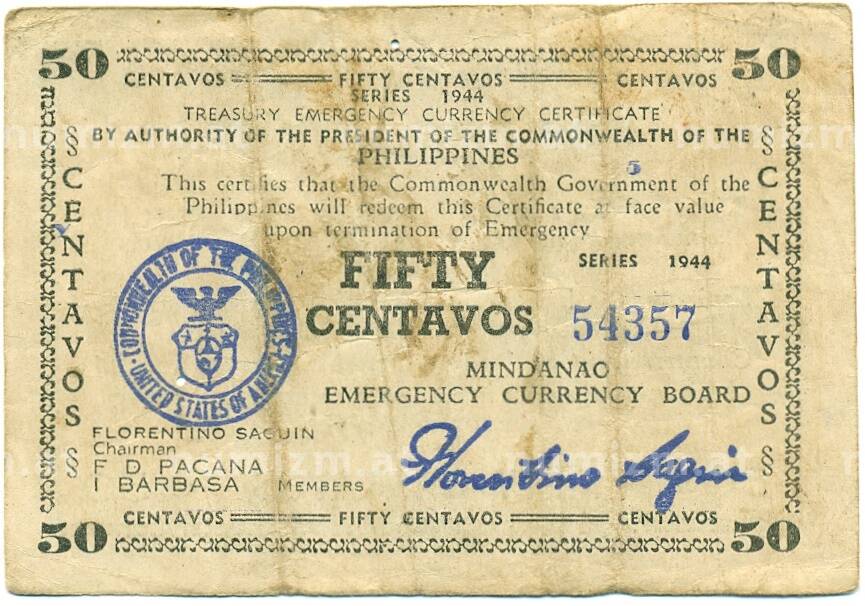 50 50
CENTAVOS FIFTY CENTAVOS CENTAVOS
SERIES 1944
TREASURY EMERGENCY CURRENCY CERTIFICATE
BY AUTHORITY OF THE PRESIDENT OF THE COMMONWEALTH OF THE
PHILIPPINES
5
This certifies that the Commonwealth Government of the
Philippines will redeem this Certificate at face value
upon termination of Emergency
§ CENTAVOS §
§ CENTAVOS §
FIFTY
CENTAVOS
SERIES 1944
54357
COMMONWEALTH OF THE PHILIPPINES
UNITED STATES OF AMERICA
MINDANAO
EMERGENCY CURRENCY BOARD
FLORENTINO SAGUIN
Chairman
F D PACANA
I BARBASA MEMBERS
Florentino Saguin
CENTAVOS FIFTY CENTAVOS CENTAVOS
50 50